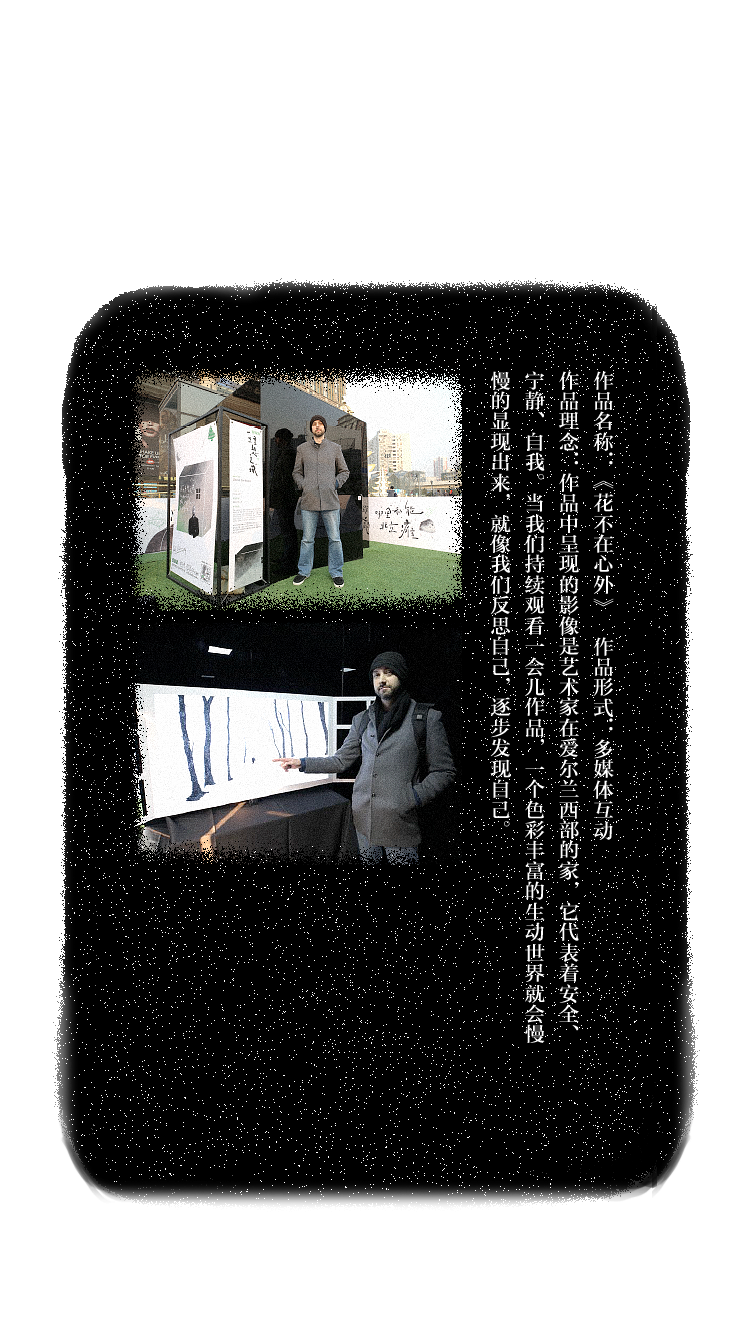 作品名称：《花不在心外》 作品形式：多媒体互动
作品理念：作品中呈现的影像是艺术家在爱尔兰西部的家，它代表着安全、
宁静、自我。当我们持续观看一会儿作品，一个色彩丰富的生动世界就会慢
慢的显现出来，就像我们反思自己，逐步发现自己。